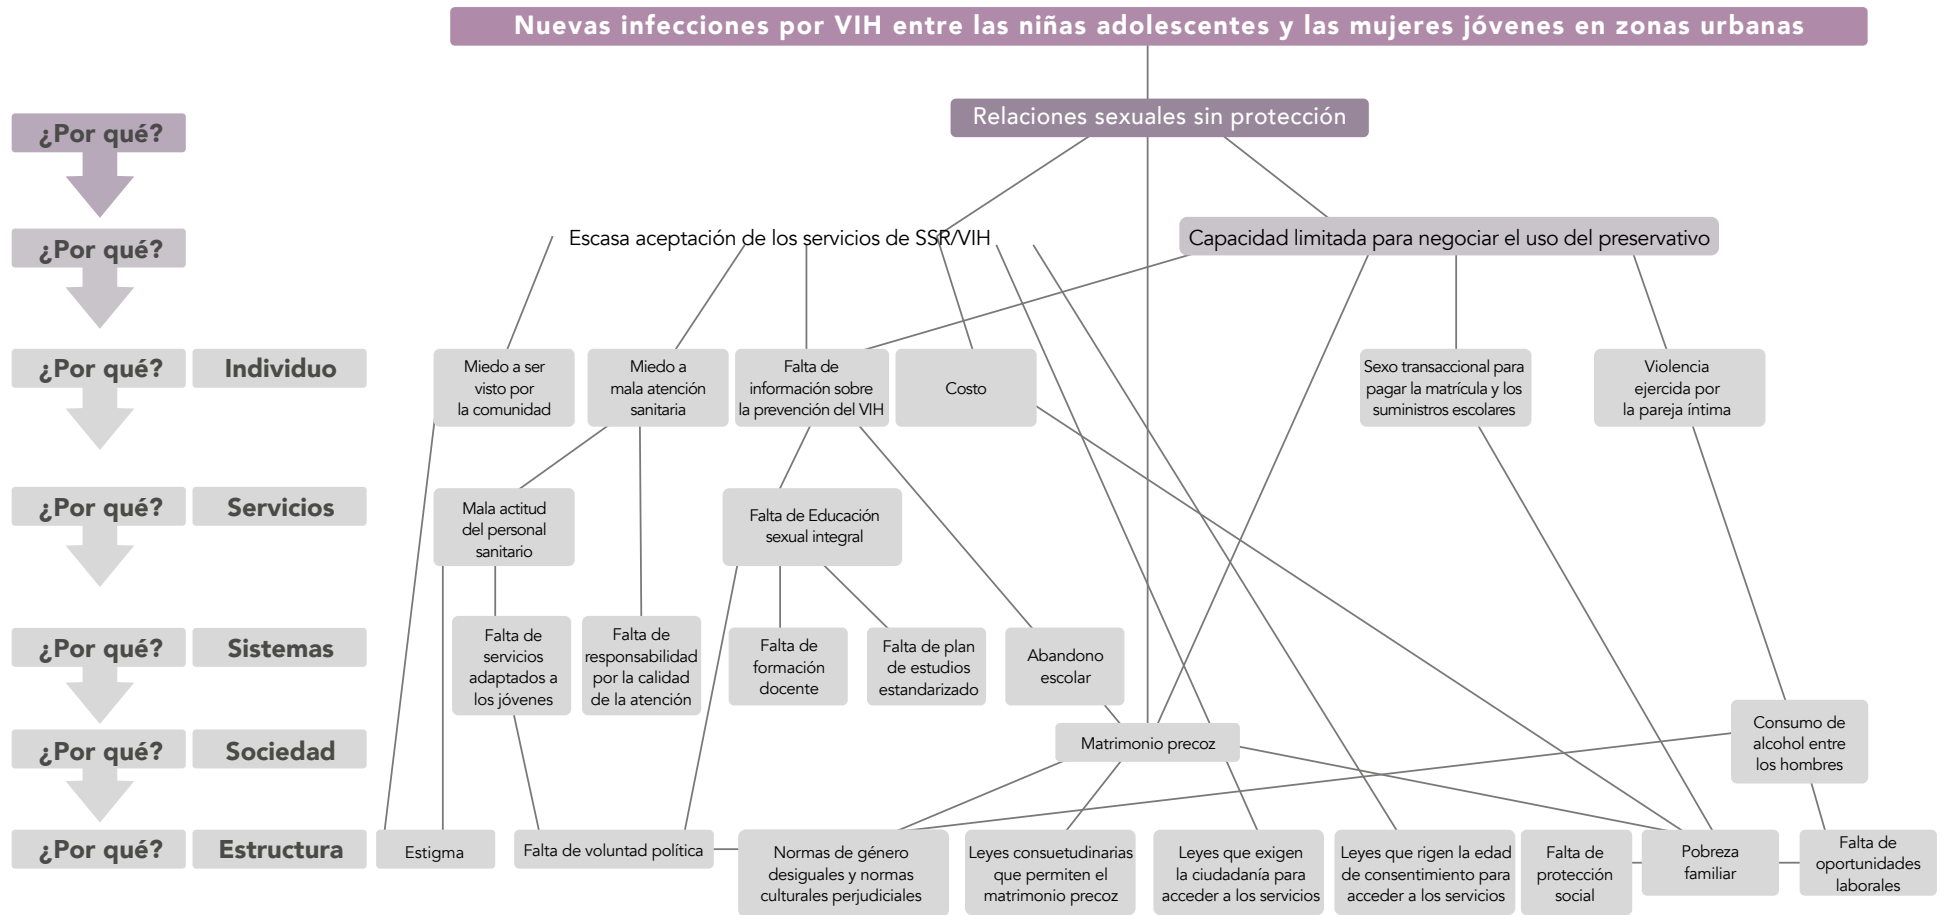 Nuevas infecciones por VIH entre las niñas adolescentes y las mujeres jóvenes en zonas urbanas
Relaciones sexuales sin protección
¿Por qué?
¿Por qué?
Escasa aceptación de los servicios de SSR/VIH
Capacidad limitada para negociar el uso del preservativo
¿Por qué?
Individuo
Miedo a ser
visto por
la comunidad
Miedo a
mala atención
sanitaria
Falta de
información sobre
la prevención del VIH
Costo
Sexo transaccional para
pagar la matrícula y los
suministros escolares
Violencia
ejercida por
la pareja íntima
¿Por qué?
Servicios
Mala actitud
del personal
sanitario
Falta de Educación
sexual integral
¿Por qué?
Sistemas
Falta de
servicios
adaptados a
los jóvenes
Falta de
responsabilidad
por la calidad
de la atención
Falta de
formación
docente
Falta de plan
de estudios
estandarizado
Abandono
escolar
¿Por qué?
Sociedad
Matrimonio precoz
Consumo de
alcohol entre
los hombres
¿Por qué?
Estructura
Estigma
Falta de voluntad política
Normas de género
desiguales y normas
culturales perjudiciales
Leyes consuetudinarias
que permiten el
matrimonio precoz
Leyes que exigen
la ciudadanía para
acceder a los servicios
Leyes que rigen la edad
de consentimiento para
acceder a los servicios
Falta de
protección
social
Pobreza
familiar
Falta de
oportunidades
laborales